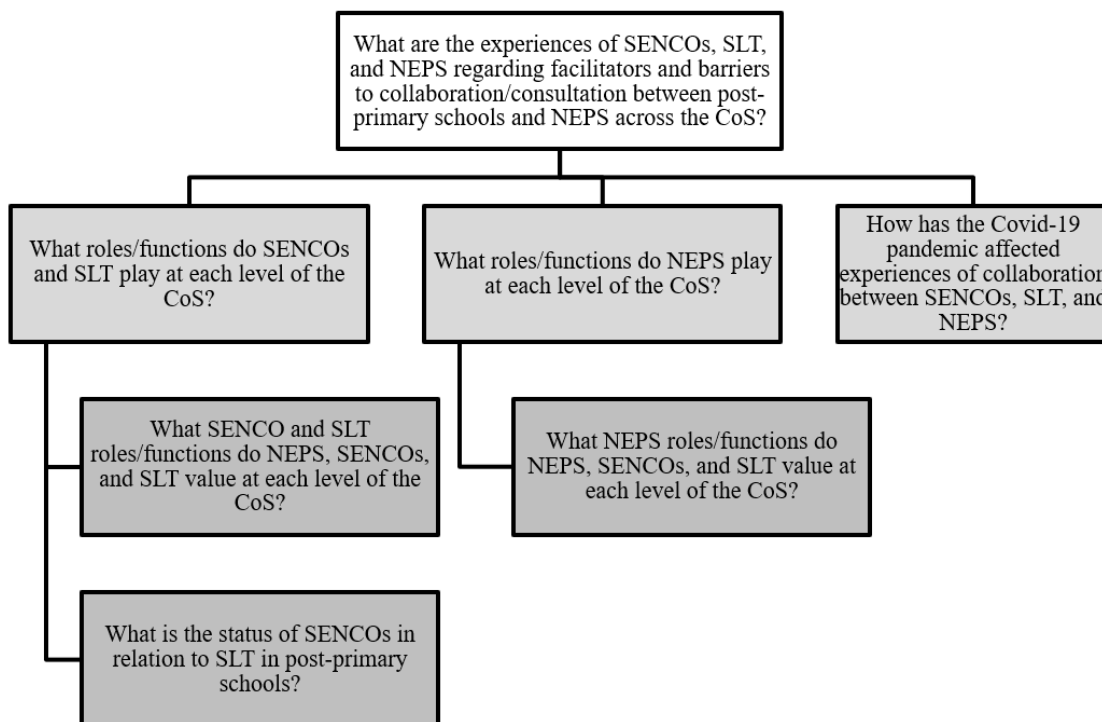 What are the experiences of SENCOs, SLT,
and NEPS regarding facilitators and barriers
to collaboration/consultation between post-
primary schools and NEPS across the CoS?
What roles/functions do SENCOs
and SLT play at each level of the
CoS?
What roles/functions do NEPS play
at each level of the CoS?
How has the Covid-19
pandemic affected
experiences of collaboration
between SENCOs, SLT, and
NEPS?
What SENCO and SLT
roles/functions do NEPS, SENCOs,
and SLT value at each level of the
CoS?
What NEPS roles/functions do
NEPS, SENCOs, and SLT value at
each level of the CoS?
What is the status of SENCOs in
relation to SLT in post-primary
schools?